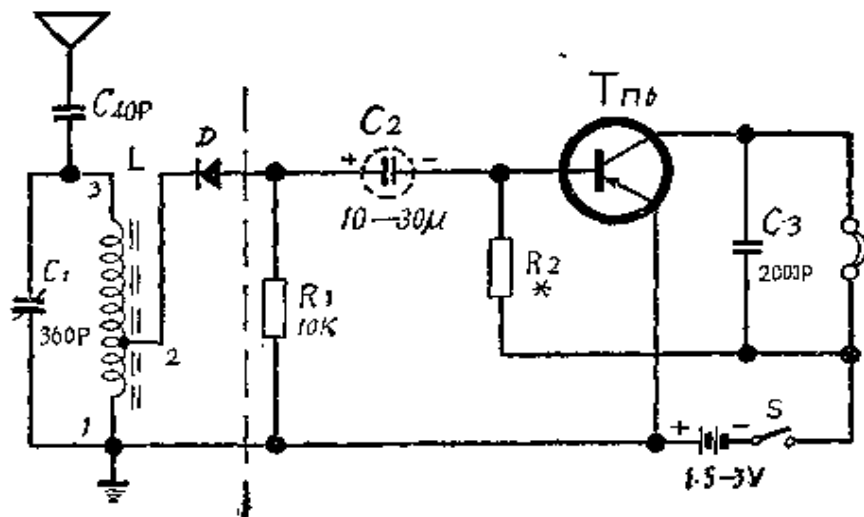 C40P
L
D
3
C1
360P
2
1
R1
10K
C2
+ -
10—30μ
Tпь
R2
*
C3
2000P
+ - S
1.5-3V